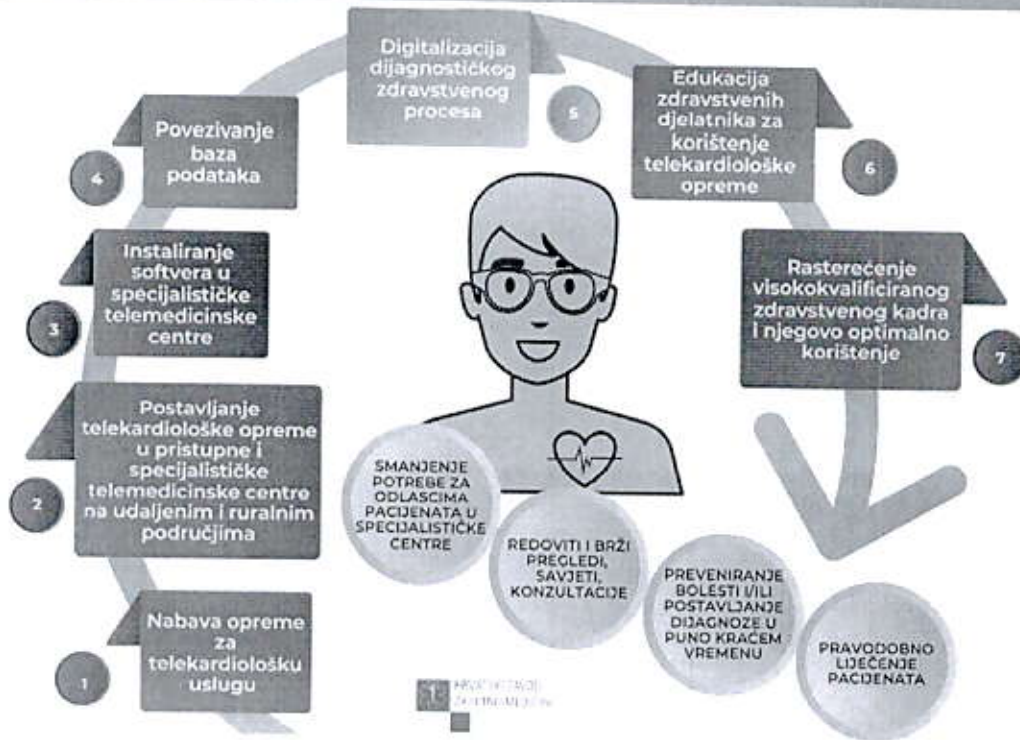 1
Nabava opreme
za
telekardiološku
uslugu
2
Postavljanje
telekardiološke opreme
u pristupne i
specijalističke
telemedicinske centre
na udaljenim i ruralnim
područjima
3
Instaliranje
softvera u
specijalističke
telemedicinske
centre
4
Povezivanje
baza
podataka
5
Digitalizacija
dijagnostičkog
zdravstvenog
procesa
6
Edukacija
zdravstvenih
djelatnika za
korištenje
telekardiološke
opreme
7
Rasterećenje
visokokvalificiranog
zdravstvenog kadra
i njegovo optimalno
korištenje
SMANJENJE
POTREBE ZA
ODLASCIMA
PACIJENATA U
SPECIJALISTIČKE
CENTRE
REDOVITI I BRŽI
PREGLEDI,
SAVJETI,
KONZULTACIJE
PREVENIRANJE
BOLESTI I/ILI
POSTAVLJANJE
DIJAGNOZE U
PUNO KRAĆEM
VREMENU
PRAVODOBNO
LIJEČENJE
PACIJENATA